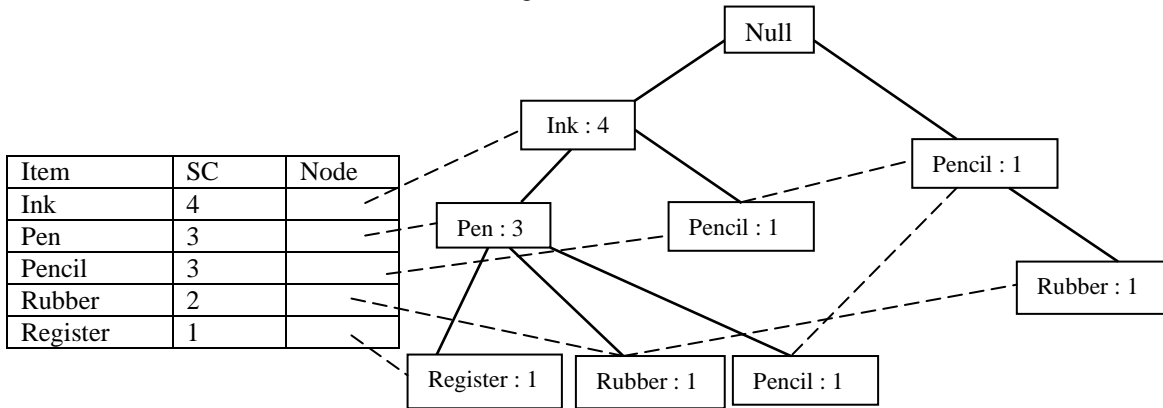 Null
Ink : 4
Pencil : 1
Item SC Node
Ink 4
Pen 3
Pencil 3
Rubber 2
Register 1
Pen : 3
Pencil : 1
Rubber : 1
Register : 1
Rubber : 1
Pencil : 1